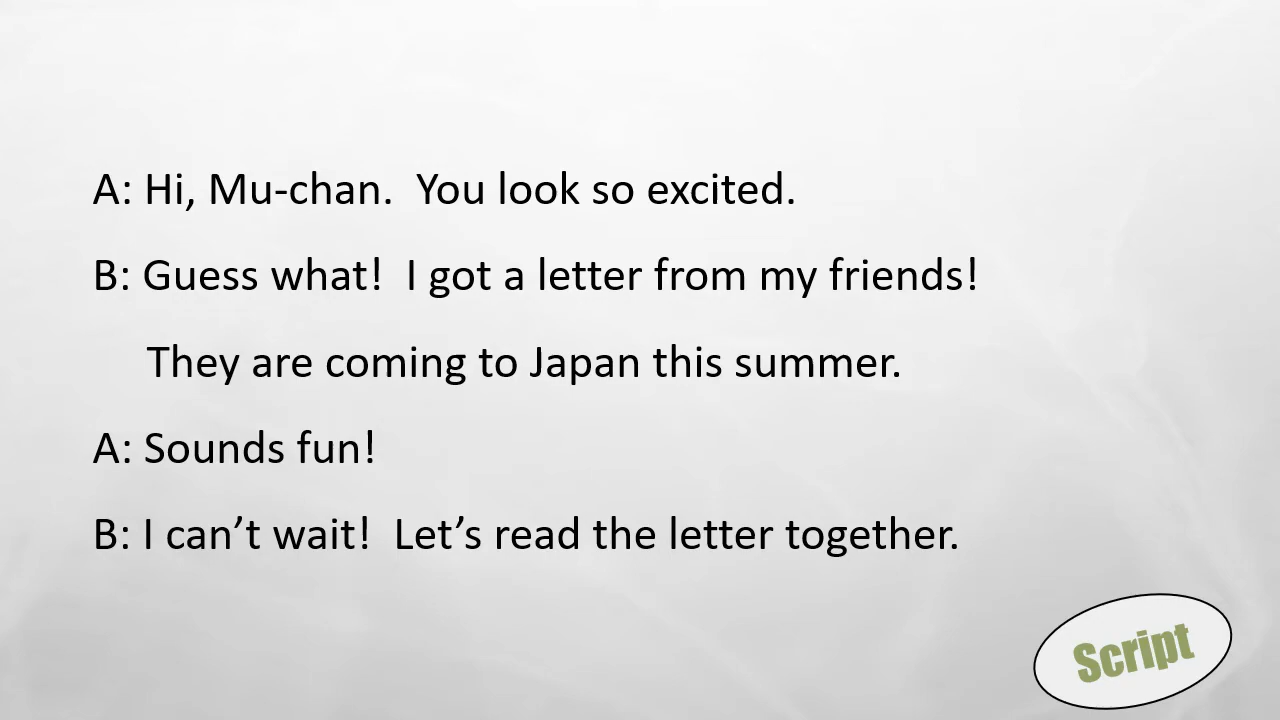 A: Hi, Mu-chan.  You look so excited.
B: Guess what!  I got a letter from my friends!
They are coming to Japan this summer.
A: Sounds fun!
B: I can’t wait!  Let’s read the letter together.
Script